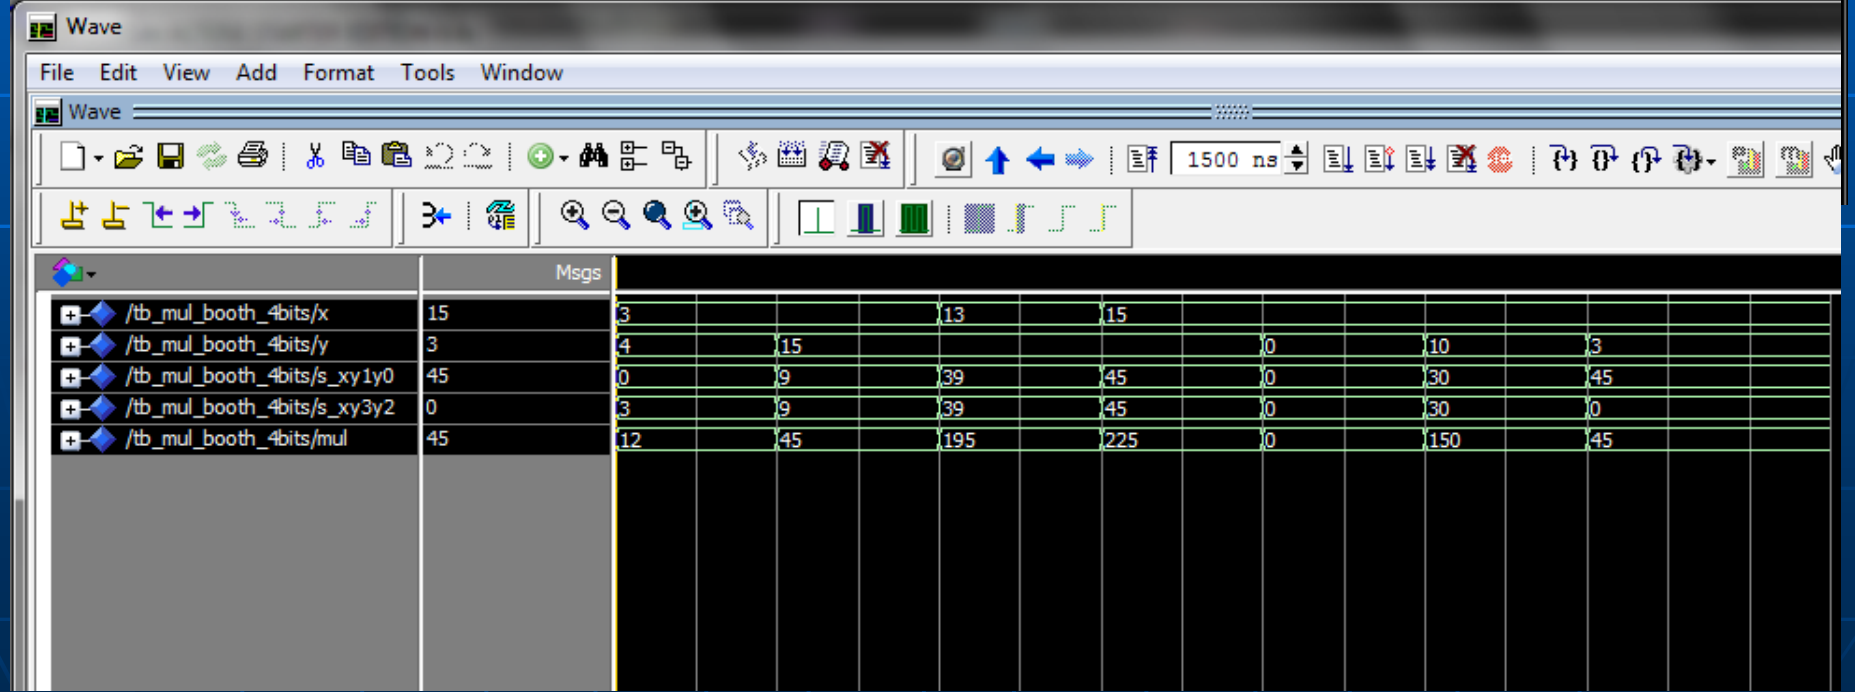 Wave
File Edit View Add Format Tools Window
Wave
1500 ns
Msgs
/tb_mul_booth_4bits/x 15 3 13 15
/tb_mul_booth_4bits/y 3 4 15 0 10 3
/tb_mul_booth_4bits/s_xy1y0 45 0 9 39 45 0 30 45
/tb_mul_booth_4bits/s_xy3y2 0 3 9 39 45 0 30 0
/tb_mul_booth_4bits/mul 45 12 45 195 225 0 150 45